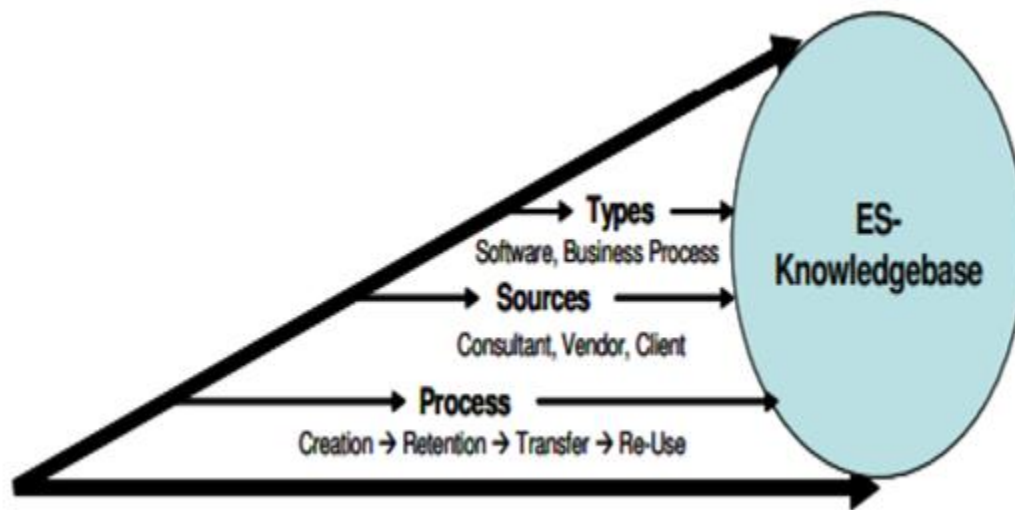 Types
Software, Business Process
Sources
Consultant, Vendor, Client
Process
Creation → Retention → Transfer → Re-Use
ES-
Knowledgebase